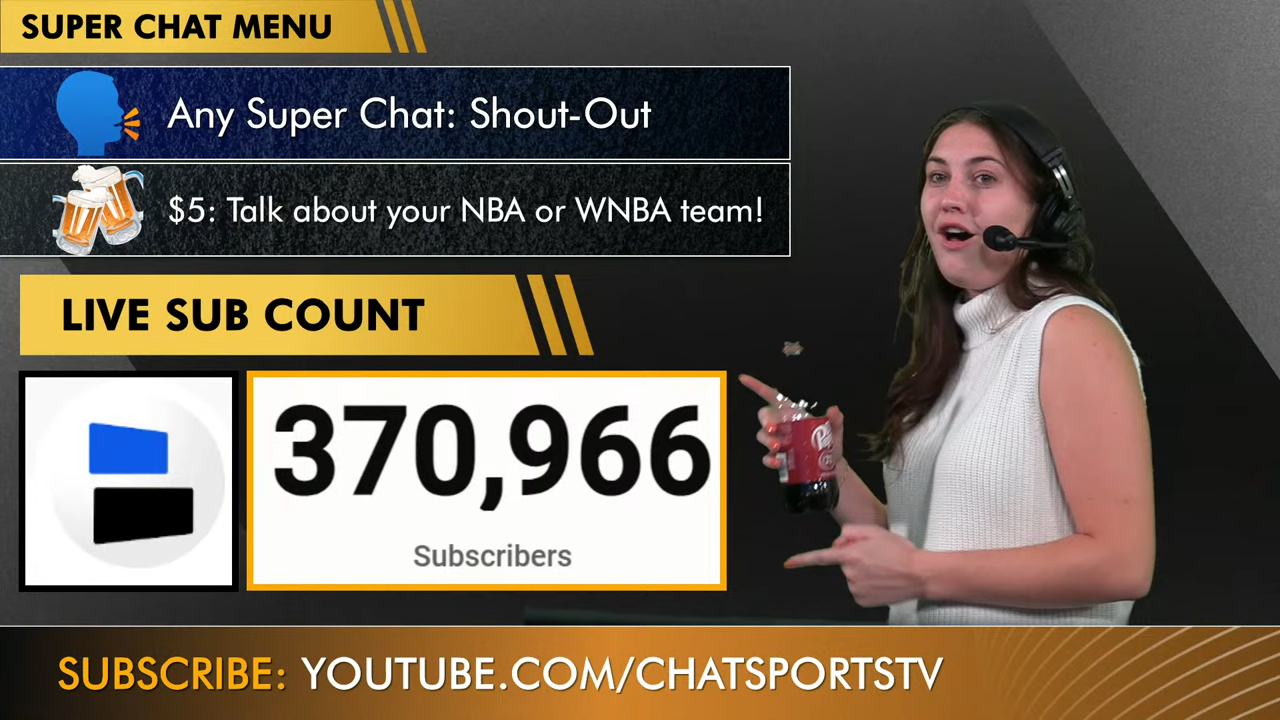 SUPER CHAT MENU
Any Super Chat: Shout-Out
$5: Talk about your NBA or WNBA team!
LIVE SUB COUNT
370,966
Subscribers
SUBSCRIBE: YOUTUBE.COM/CHATSPORTSTV